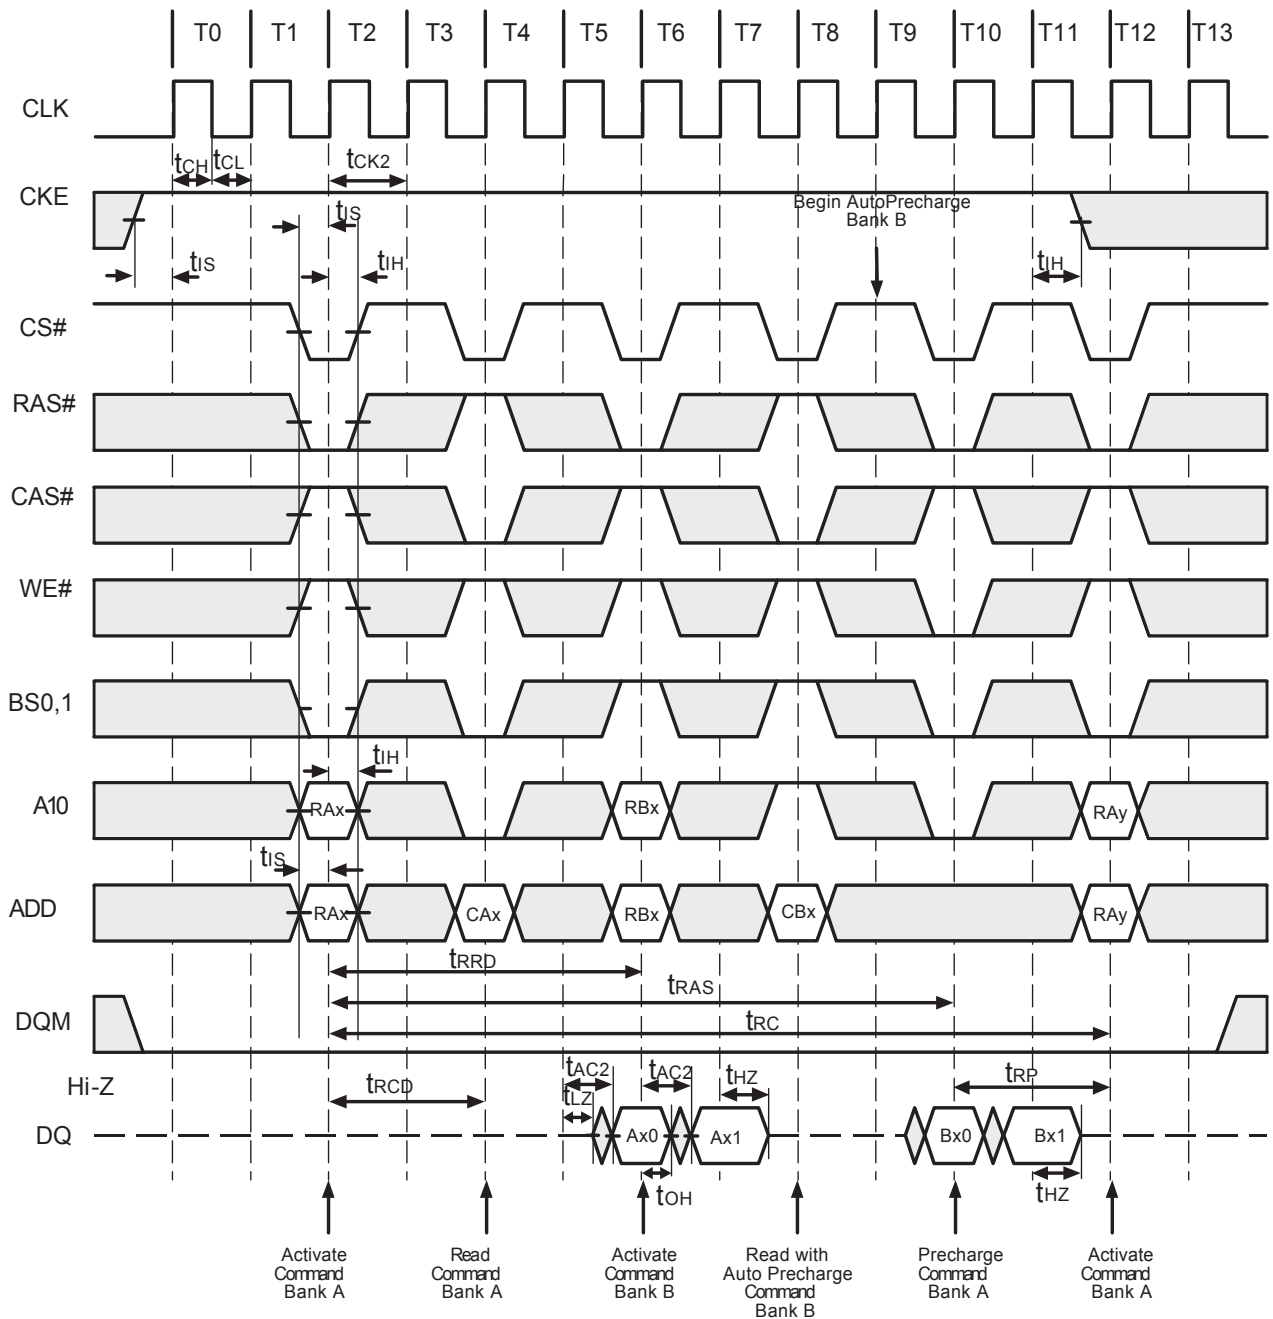 T0 T1 T2 T3 T4 T5 T6 T7 T8 T9 T10 T11 T12 T13
CLK
tCH tCL tCK2
CKE
tIS
Begin AutoPrecharge
Bank B
tIS tIH tIH
CS#
RAS#
CAS#
WE#
BS0,1
tIH
A10 RAx RBx RAy
tIS
ADD RAx CAx RBx CBx RAy
tRRD
tRAS
DQM tRC
Hi-Z tRCD tAC2 tAC2 tHZ tRP
tLZ
DQ Ax0 Ax1 Bx0 Bx1
tOH tHZ
Activate
Command
Bank A
Read
Command
Bank A
Activate
Command
Bank B
Read with
Auto Precharge
Command
Bank B
Precharge
Command
Bank A
Activate
Command
Bank A